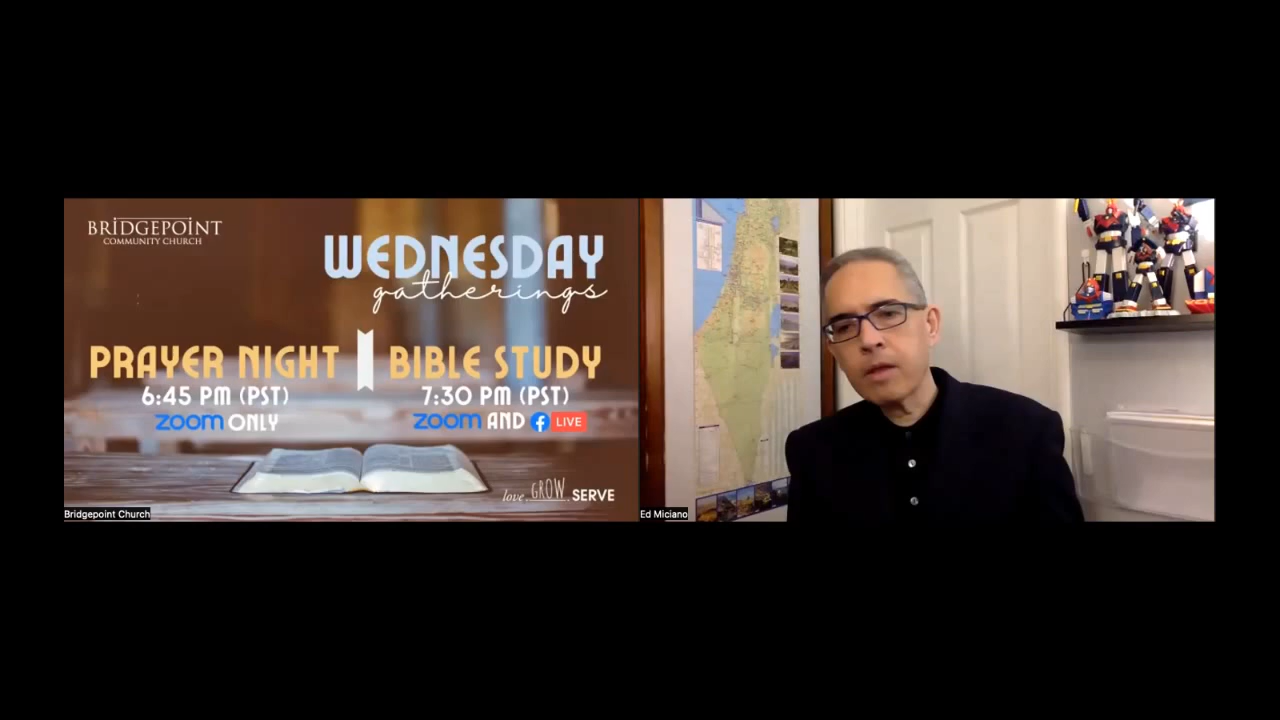 BRIDGEPOINT
COMMUNITY CHURCH
WEDNESDAY
gatherings
PRAYER NIGHT
6:45 PM (PST)
zoom ONLY
BIBLE STUDY
7:30 PM (PST)
zoom AND f LIVE
love. GROW. SERVE
Bridgepoint Church
Ed Miciano